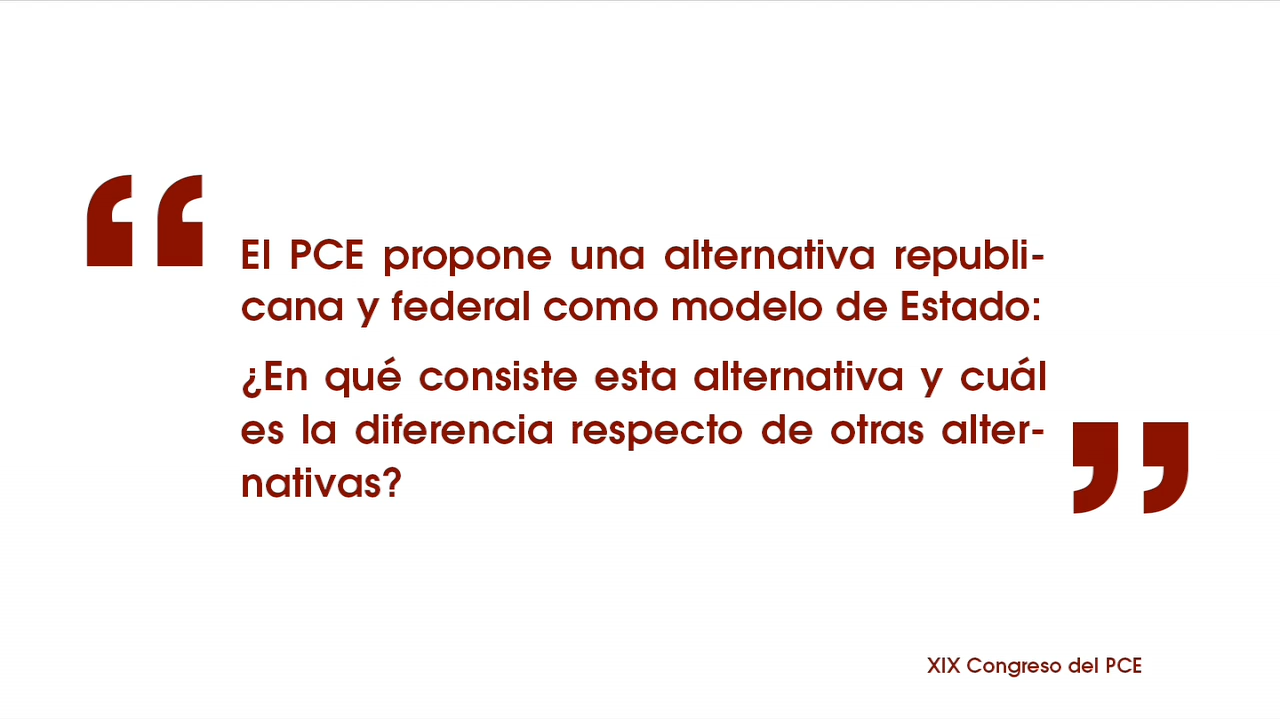 “
El PCE propone una alternativa republi-
cana y federal como modelo de Estado:
¿En qué consiste esta alternativa y cuál
es la diferencia respecto de otras alter-
nativas?
”
XIX Congreso del PCE